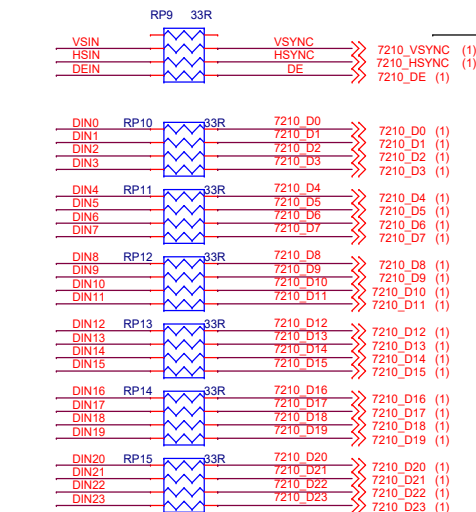 RP9 33R
VSIN VSYNC 7210_VSYNC (1)
HSIN HSYNC 7210_HSYNC (1)
DEIN DE 7210_DE (1)
DIN0 RP10 33R 7210_D0 7210_D0 (1)
DIN1 7210_D1 7210_D1 (1)
DIN2 7210_D2 7210_D2 (1)
DIN3 7210_D3 7210_D3 (1)
DIN4 RP11 33R 7210_D4 7210_D4 (1)
DIN5 7210_D5 7210_D5 (1)
DIN6 7210_D6 7210_D6 (1)
DIN7 7210_D7 7210_D7 (1)
DIN8 RP12 33R 7210_D8 7210_D8 (1)
DIN9 7210_D9 7210_D9 (1)
DIN10 7210_D10 7210_D10 (1)
DIN11 7210_D11 7210_D11 (1)
DIN12 RP13 33R 7210_D12 7210_D12 (1)
DIN13 7210_D13 7210_D13 (1)
DIN14 7210_D14 7210_D14 (1)
DIN15 7210_D15 7210_D15 (1)
DIN16 RP14 33R 7210_D16 7210_D16 (1)
DIN17 7210_D17 7210_D17 (1)
DIN18 7210_D18 7210_D18 (1)
DIN19 7210_D19 7210_D19 (1)
DIN20 RP15 33R 7210_D20 7210_D20 (1)
DIN21 7210_D21 7210_D21 (1)
DIN22 7210_D22 7210_D22 (1)
DIN23 7210_D23 7210_D23 (1)